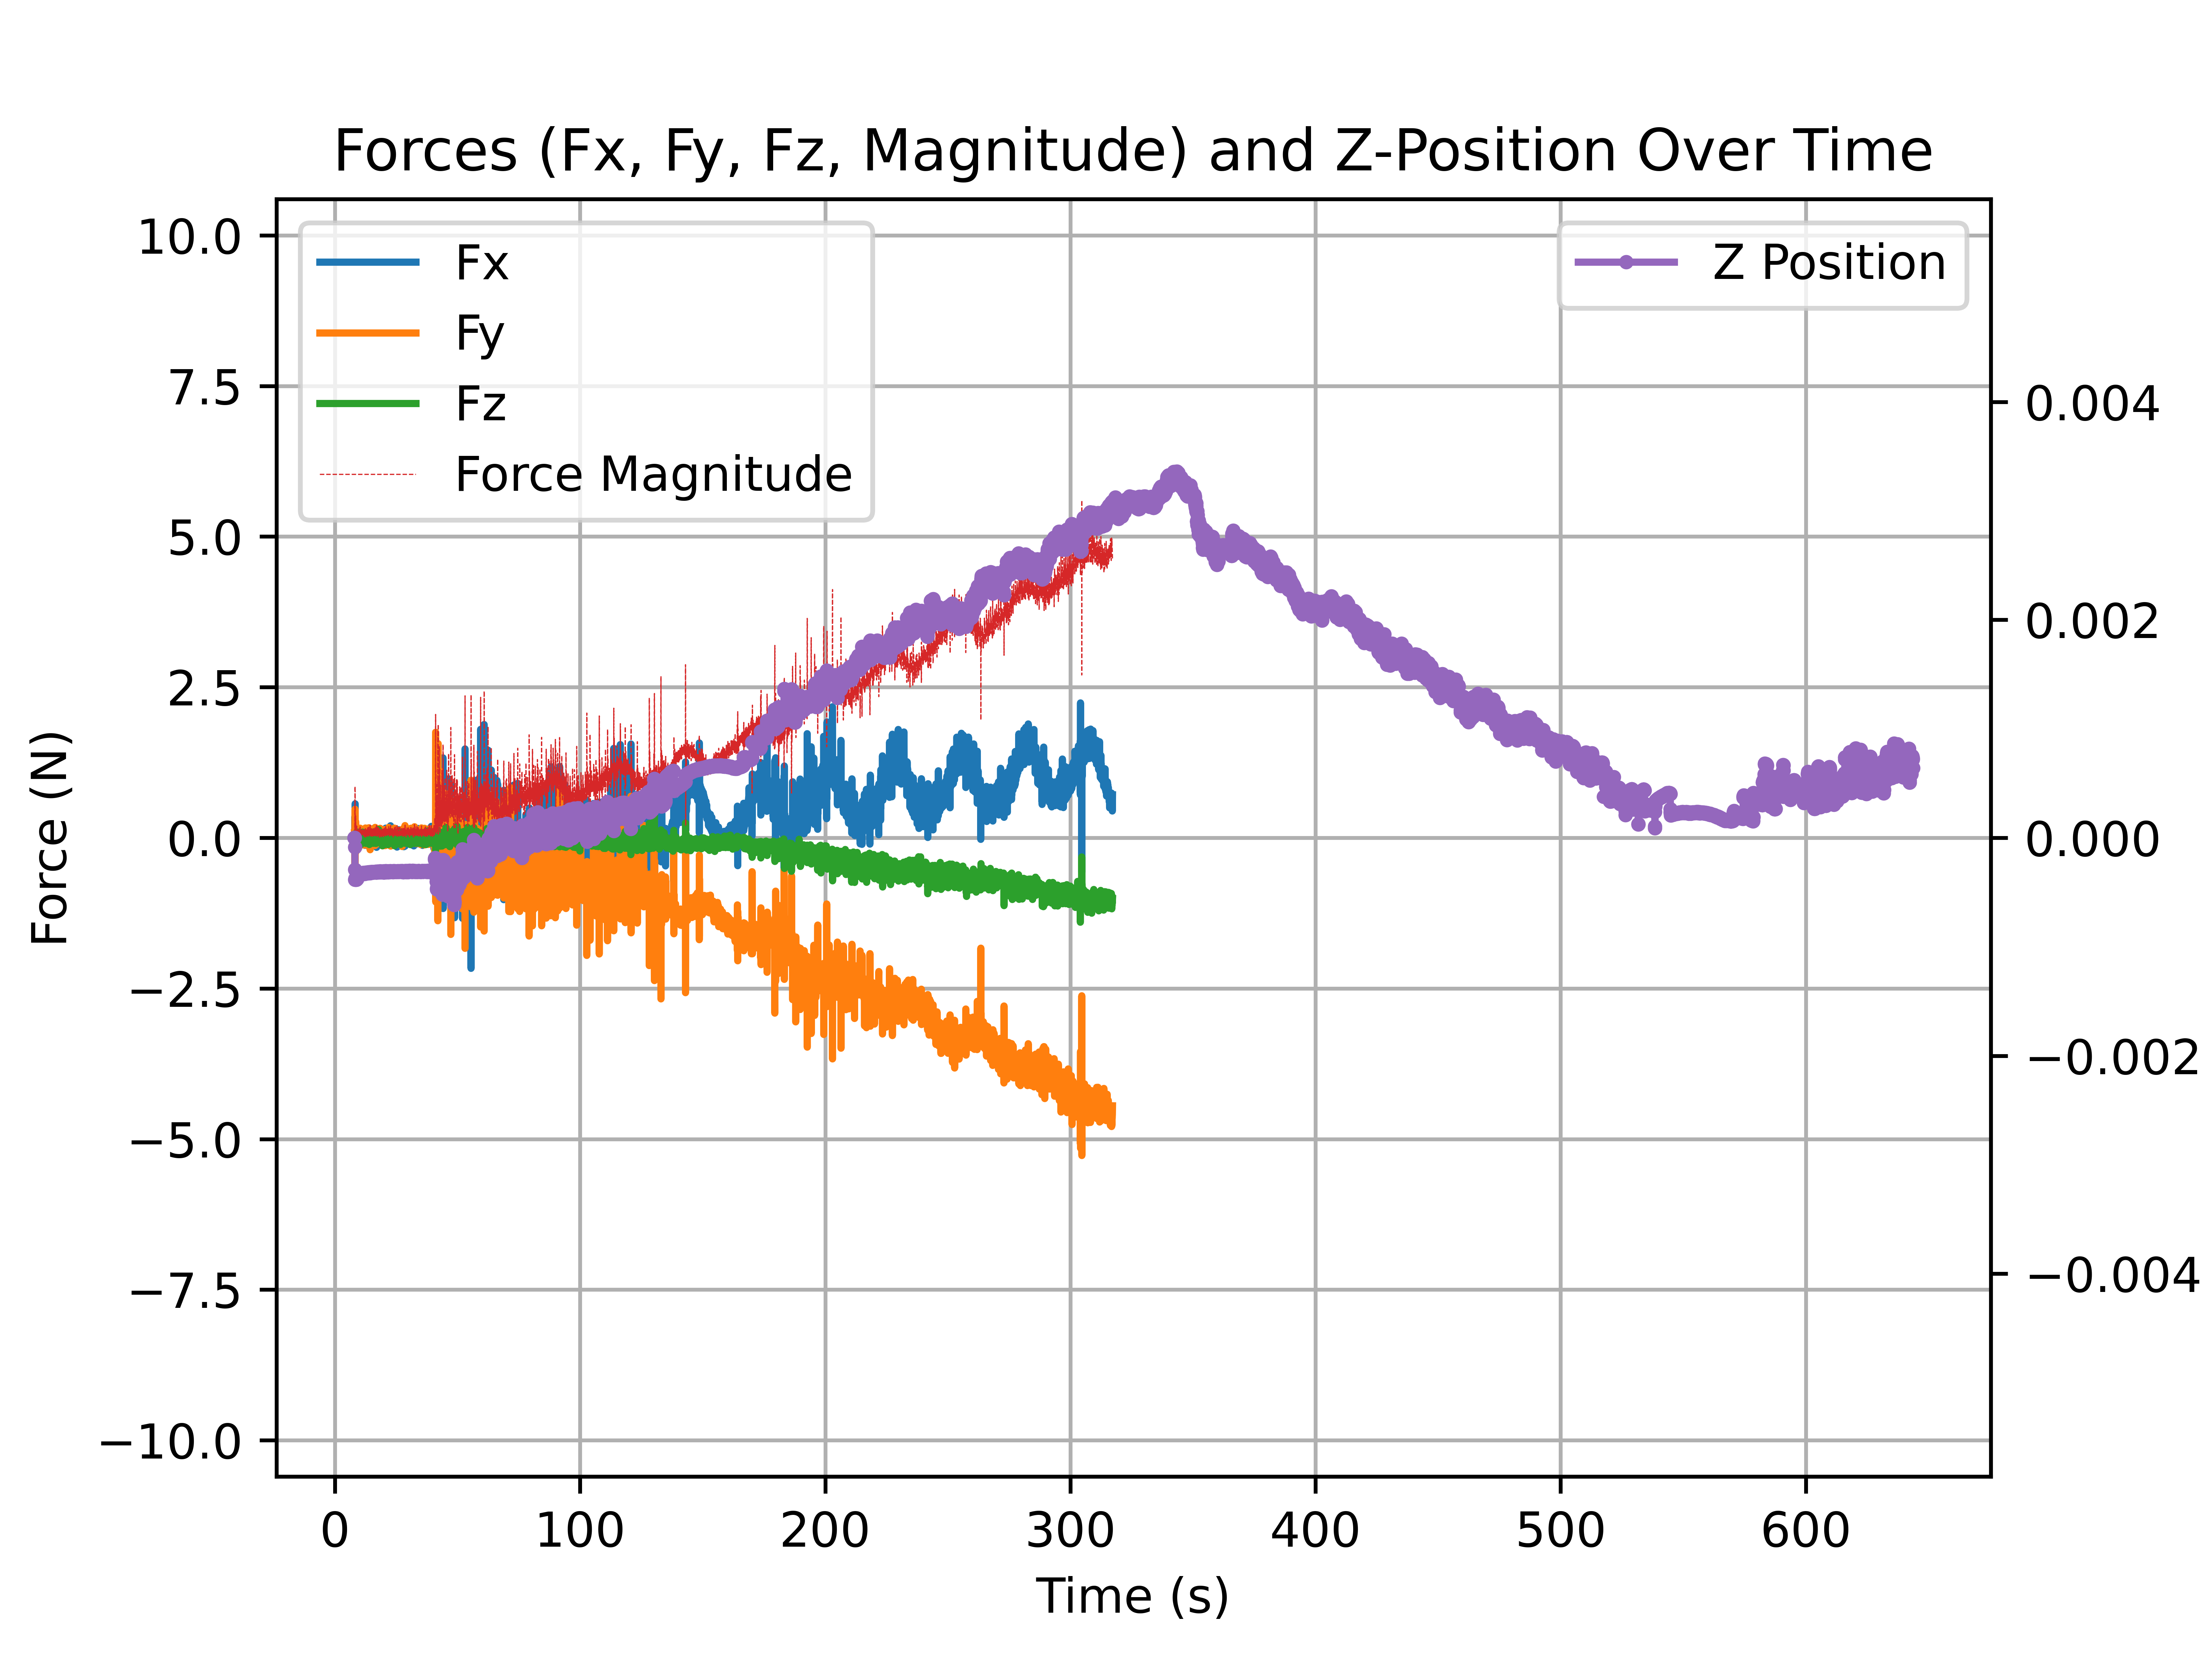 Forces (Fx, Fy, Fz, Magnitude) and Z-Position Over Time
Fx
Fy
Fz
Force Magnitude
Z Position
10.0
7.5
5.0
2.5
0.0
−2.5
−5.0
−7.5
−10.0
Force (N)
0.004
0.002
0.000
−0.002
−0.004
0 100 200 300 400 500 600
Time (s)